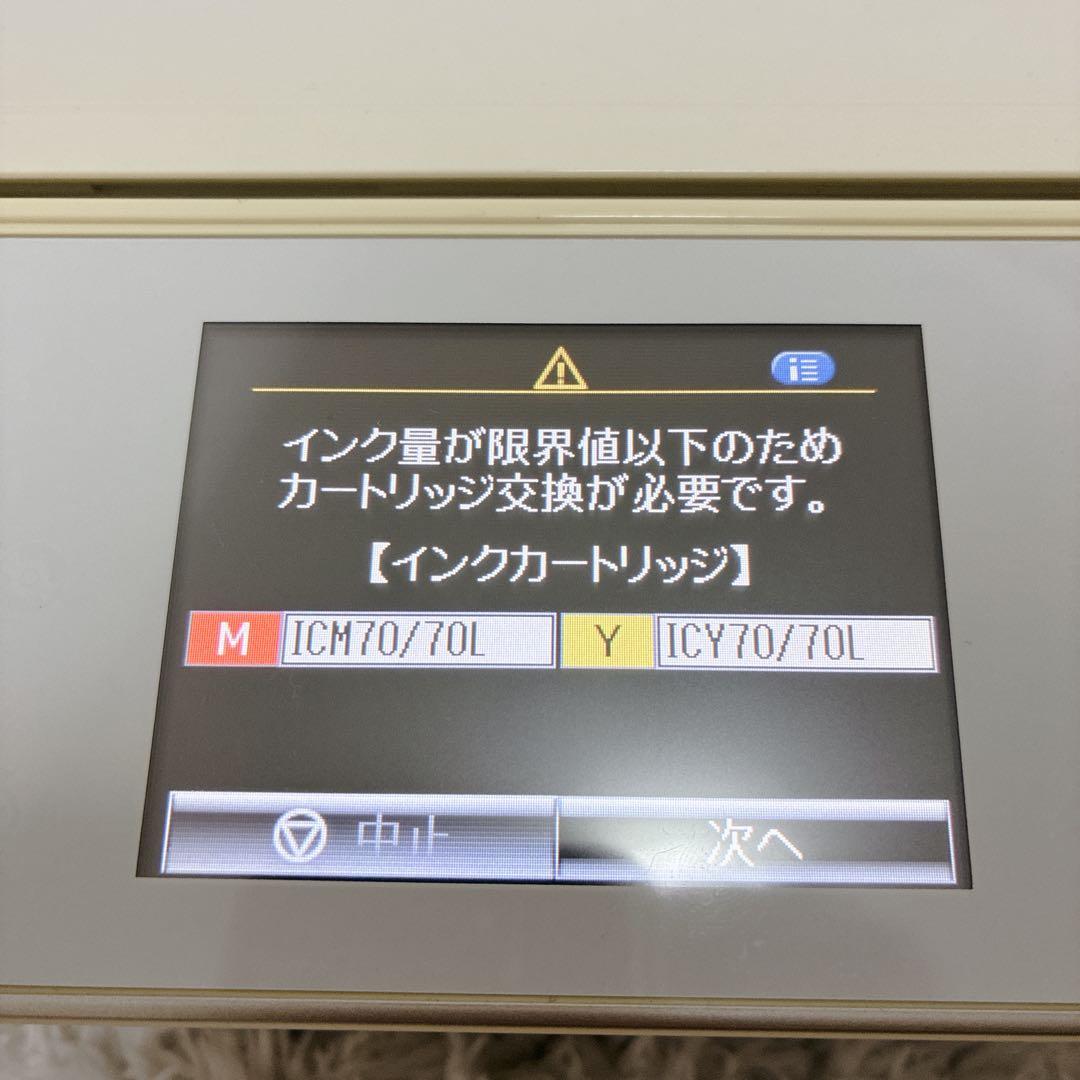 インク量が限界値以下のため
カートリッジ交換が必要です。
【インクカートリッジ】
M ICM70/70L Y ICY70/70L
中止 次へ